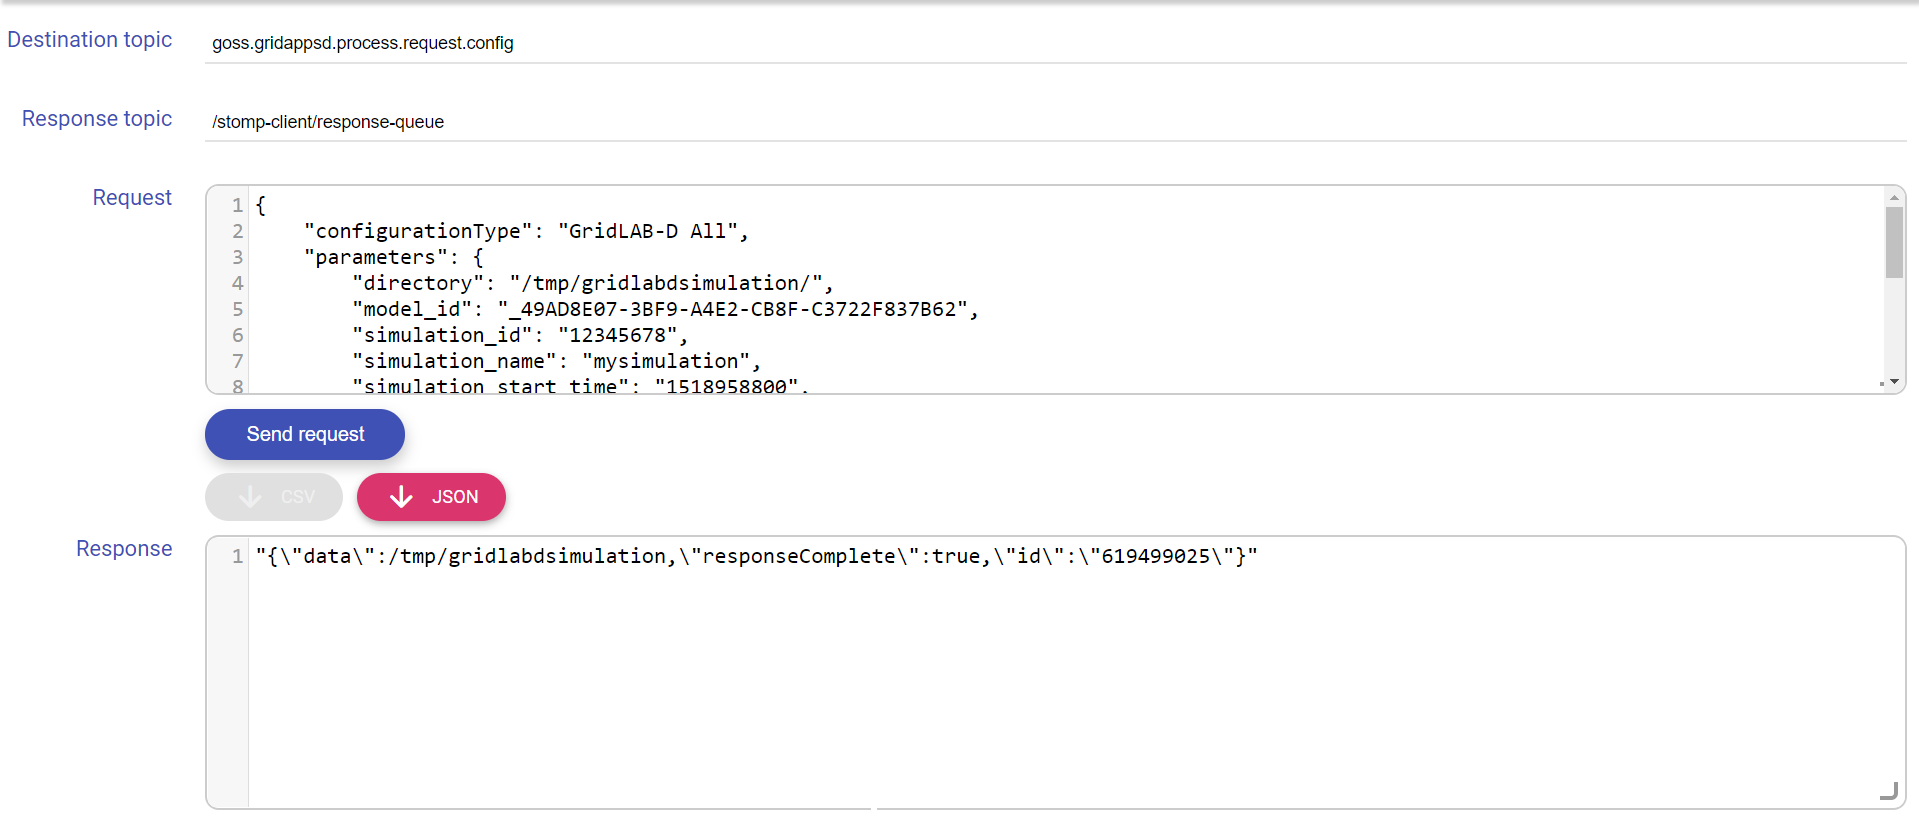 Destination topic
goss.gridappsd.process.request.config
Response topic
/stomp-client/response-queue
Request
1 {
2     "configurationType": "GridLAB-D All",
3     "parameters": {
4         "directory": "/tmp/gridlabdsimulation/",
5         "model_id": "_49AD8E07-3BF9-A4E2-CB8F-C3722F837B62",
6         "simulation_id": "12345678",
7         "simulation_name": "mysimulation",
8         "simulation_start_time": "1518958800",
Send request
CSV
JSON
Response
1 "{\"data\":/tmp/gridlabdsimulation,\"responseComplete\":true,\"id\":\"619499025\"}"